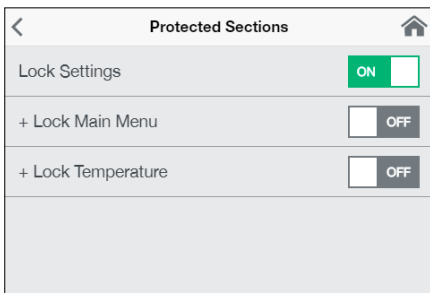 Protected Sections
Lock Settings ON
+ Lock Main Menu OFF
+ Lock Temperature OFF